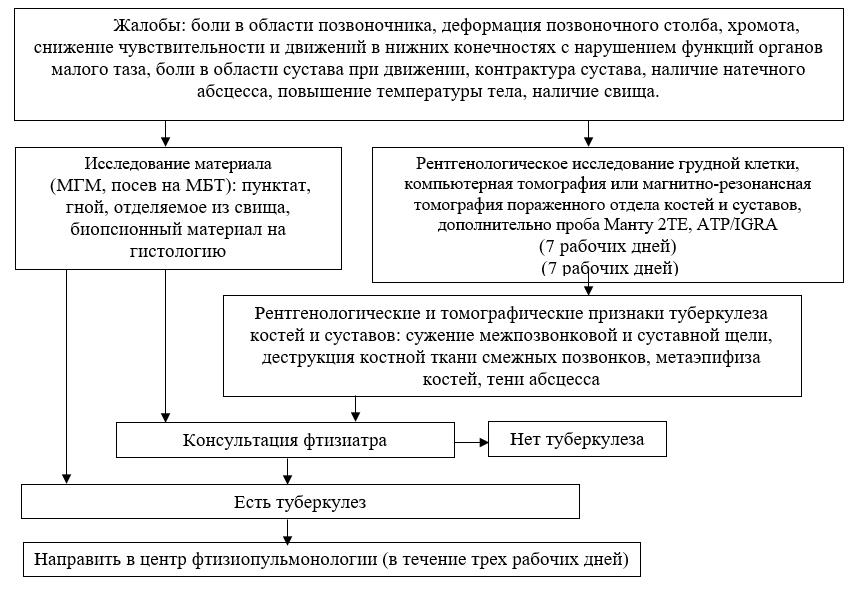 Жалобы: боли в области позвоночника, деформация позвоночного столба, хромота,
снижение чувствительности и движений в нижних конечностях с нарушением функций органов
малого таза, боли в области сустава при движении, контрактура сустава, наличие натечного
абсцесса, повышение температуры тела, наличие свища.
Исследование материала
(МГМ, посев на МБТ): пунктат,
гной, отделяемое из свища,
биопсионный материал на
гистологию
Рентгенологическое исследование грудной клетки,
компьютерная томография или магнитно-резонансная
томография пораженного отдела костей и суставов,
дополнительно проба Манту 2ТЕ, АТР/IGRA
(7 рабочих дней)
(7 рабочих дней)
Рентгенологические и томографические признаки туберкулеза
костей и суставов: сужение межпозвонковой и суставной щели,
деструкция костной ткани смежных позвонков, метаэпифиза
костей, тени абсцесса
Консультация фтизиатра
Нет туберкулеза
Есть туберкулез
Направить в центр фтизиопульмонологии (в течение трех рабочих дней)